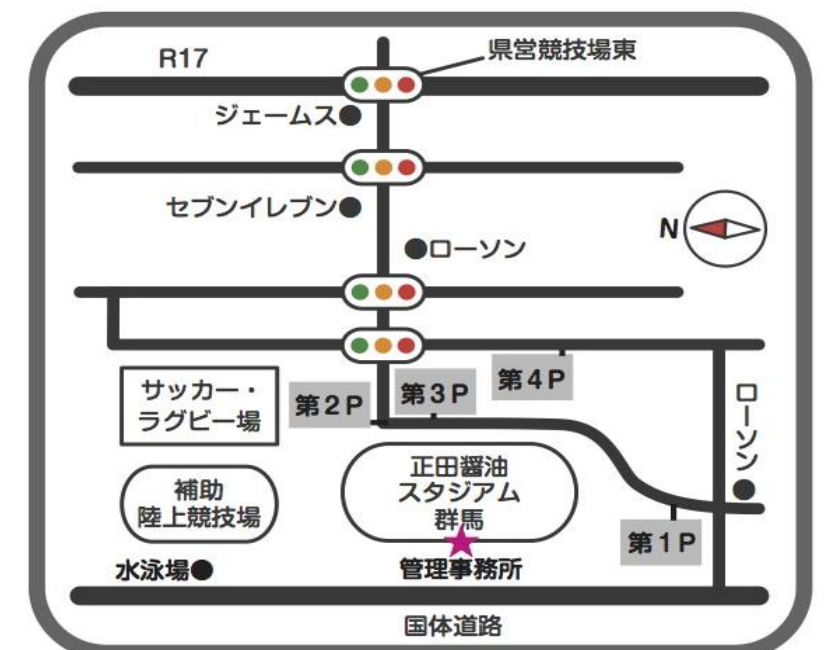 R17
県営競技場東
ジェームス
セブンイレブン
N
ローソン
サッカー・
ラグビー場
第2P
第3P
第4P
ローソン
補助
陸上競技場
正田醤油
スタジアム
群馬
第1P
水泳場
管理事務所
国体道路